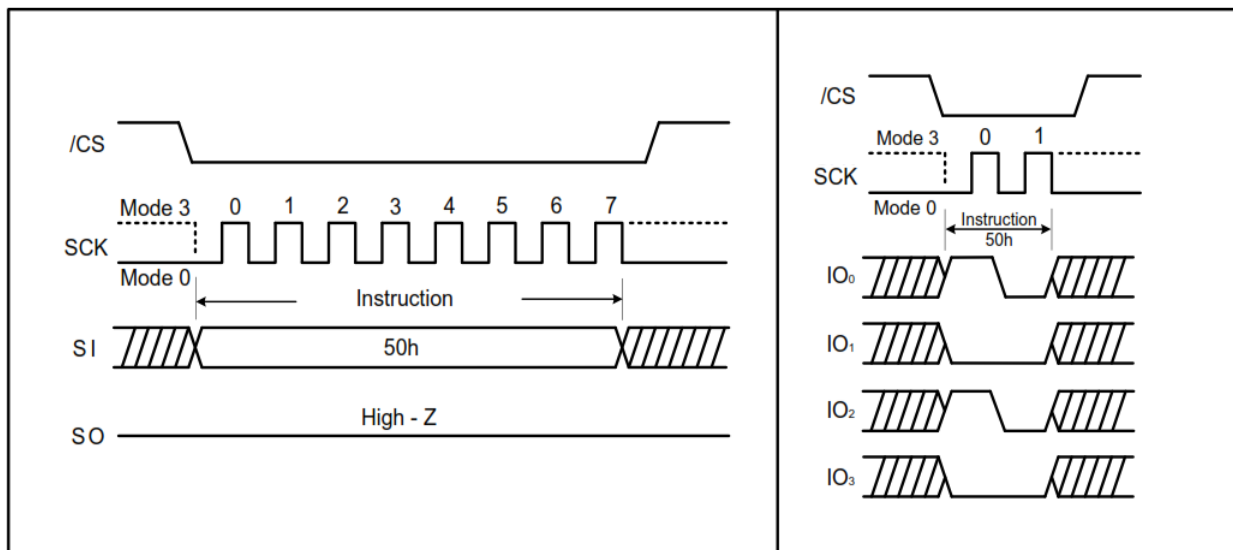 /CS
Mode 3 0 1 2 3 4 5 6 7
SCK
Mode 0
Instruction
SI 50h
High - Z
SO
/CS
Mode 3 0 1
SCK
Mode 0
Instruction
50h
IO₀
IO₁
IO₂
IO₃